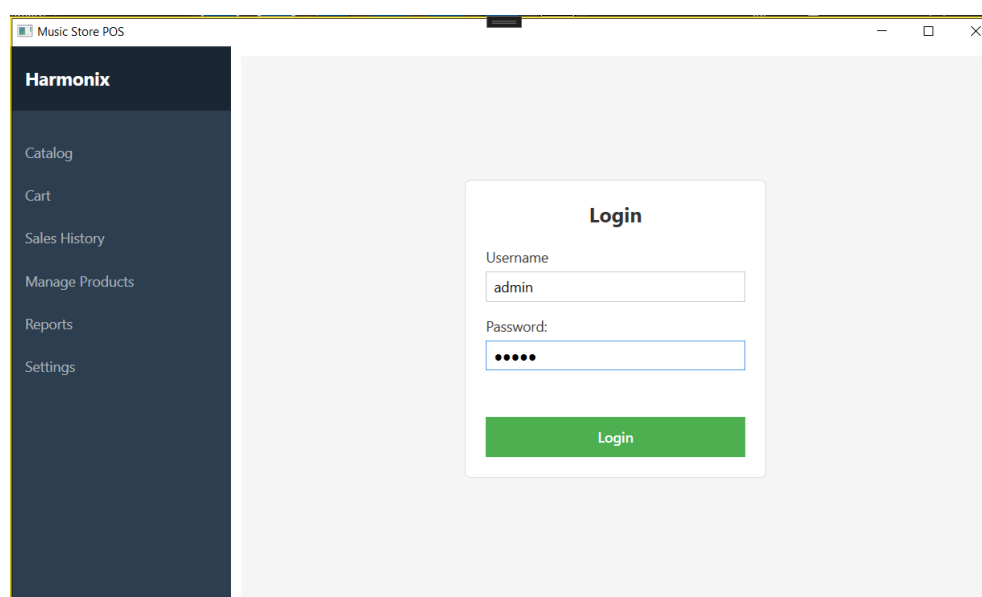 Music Store POS
Harmonix
Catalog
Cart
Sales History
Manage Products
Reports
Settings
Login
Username
admin
Password:
●●●●●
Login